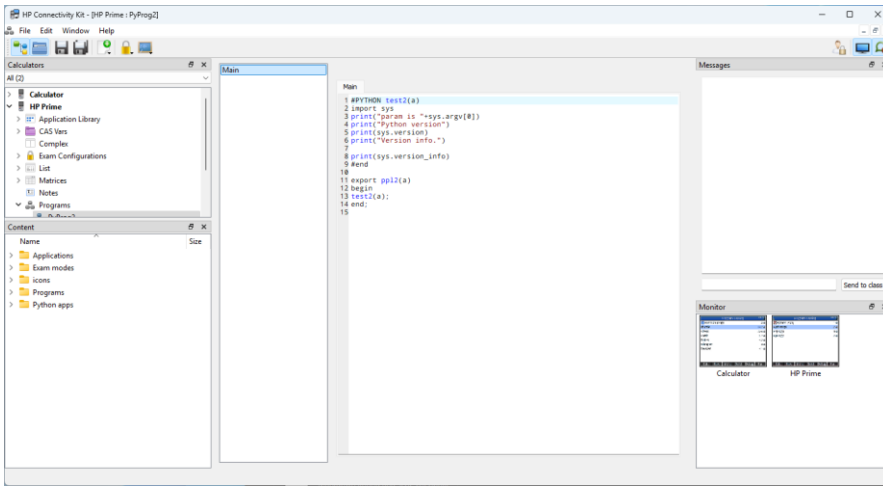 HP Connectivity Kit - [HP Prime : PyProg2]
File Edit Window Help
Calculators
All (2)
Calculator
HP Prime
Application Library
CAS Vars
Complex
Exam Configurations
List
Matrices
Notes
Programs
PyProg2
Content
Name Size
Applications
Exam modes
icons
Programs
Python apps
Main
Main
1 #PYTHON test2(a)
2 import sys
3 print("param is "+sys.argv[0])
4 print("Python version")
5 print(sys.version)
6 print("Version info.")
7
8 print(sys.version_info)
9 #end
10
11 export ppl2(a)
12 begin
13 test2(a);
14 end;
15
Messages
Send to class
Monitor
Calculator HP Prime